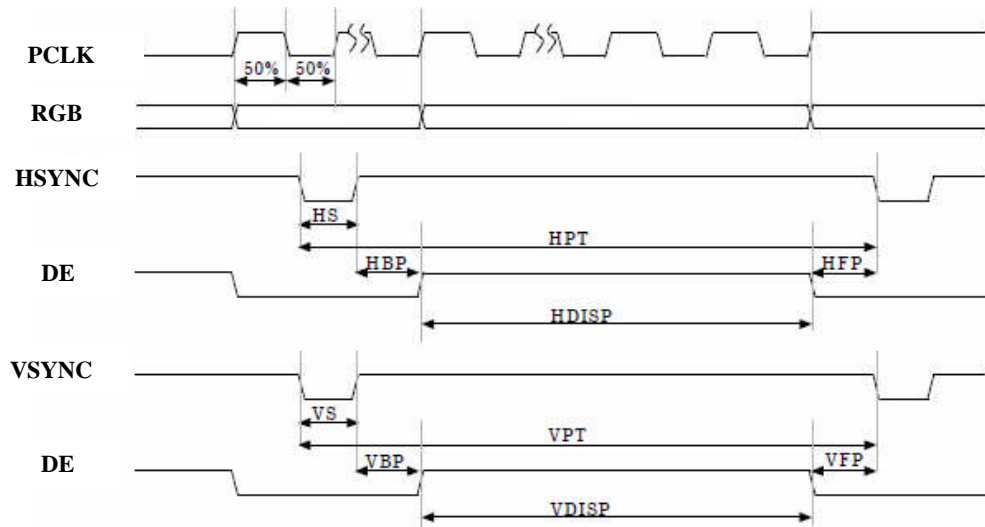 PCLK
50% 50%
RGB
HSYNC
HS
HPT
DE
HBP
HFP
HDISP
VSYNC
VS
VPT
DE
VBP
VFP
VDISP